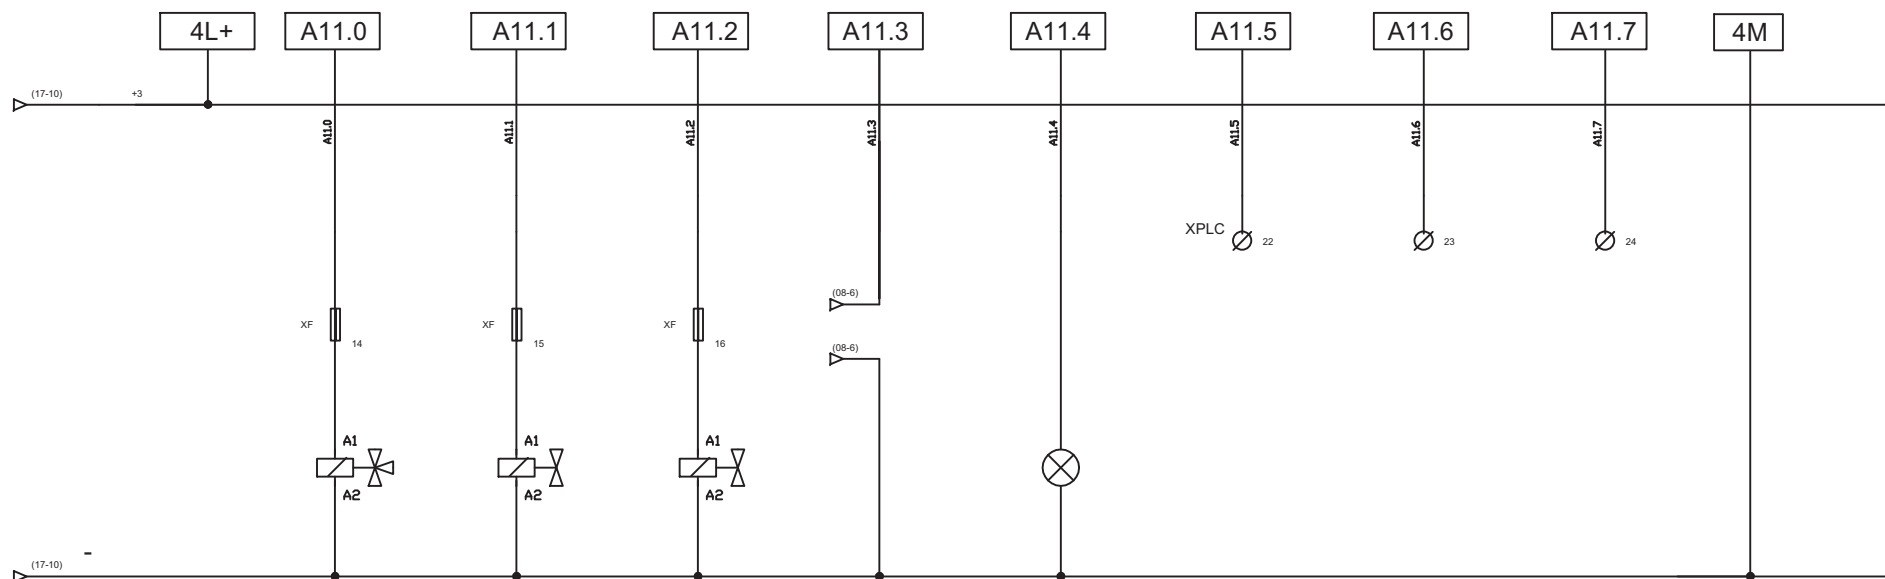 4L+ A11.0 A11.1 A11.2 A11.3 A11.4 A11.5 A11.6 A11.7 4M
(17-10) +3
A11.0 A11.1 A11.2 A11.3 A11.4 A11.5 A11.6 A11.7
XPLC 22 23 24
(08-6)
XF 14 XF 15 XF 16
(08-6)
A1 A1 A1
A2 A2 A2
-
(17-10)